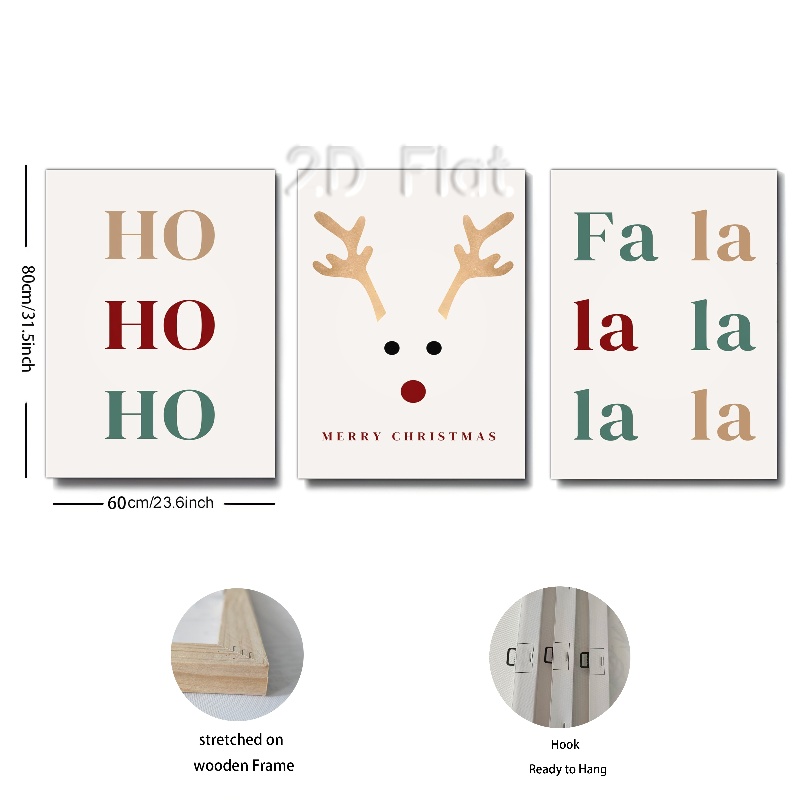 2D Flat
HO
HO
HO
MERRY CHRISTMAS
Fa la
la la
la la
80cm/31.5inch
60cm/23.6inch
stretched on
wooden Frame
Hook
Ready to Hang